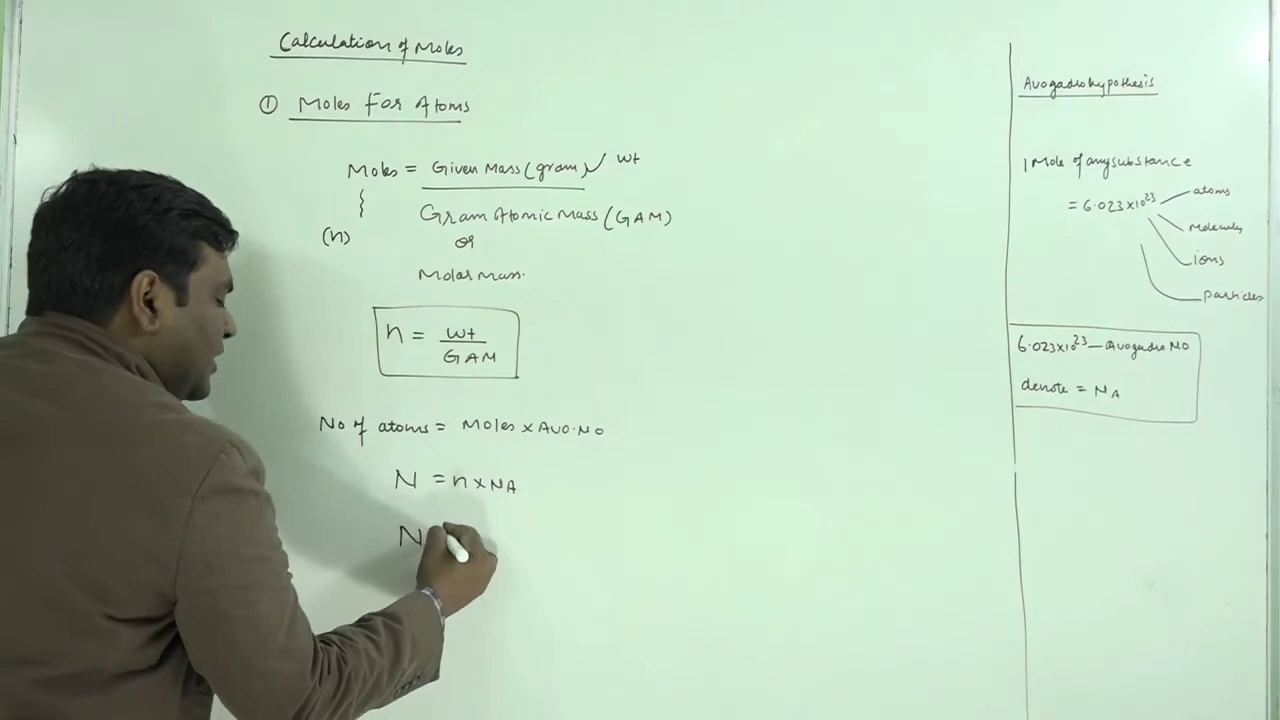 Calculation of Moles
① Moles For Atoms
Moles = Given Mass (gram) ✓ wt
(n)
Gram Atomic Mass (GAM)
or
Molar Mass.
n = wt
GAM
No of atoms = Moles × Avo. No
N = n × NA
N
Avogadro hypothesis
1 Mole of any substance
= 6.023×10²³
atoms
ions
particles
6.023×10²³ — Avogadro No
denote = NA